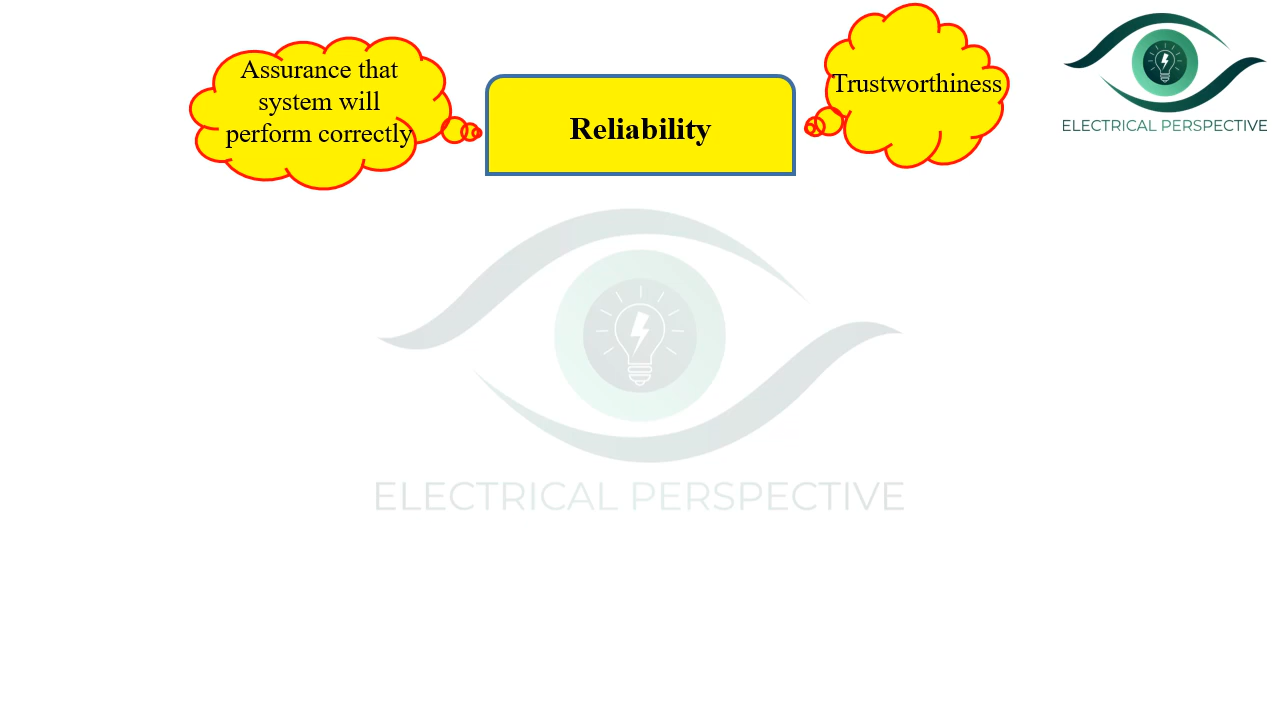 Assurance that
system will
perform correctly
Reliability
Trustworthiness
ELECTRICAL PERSPECTIVE
ELECTRICAL PERSPECTIVE